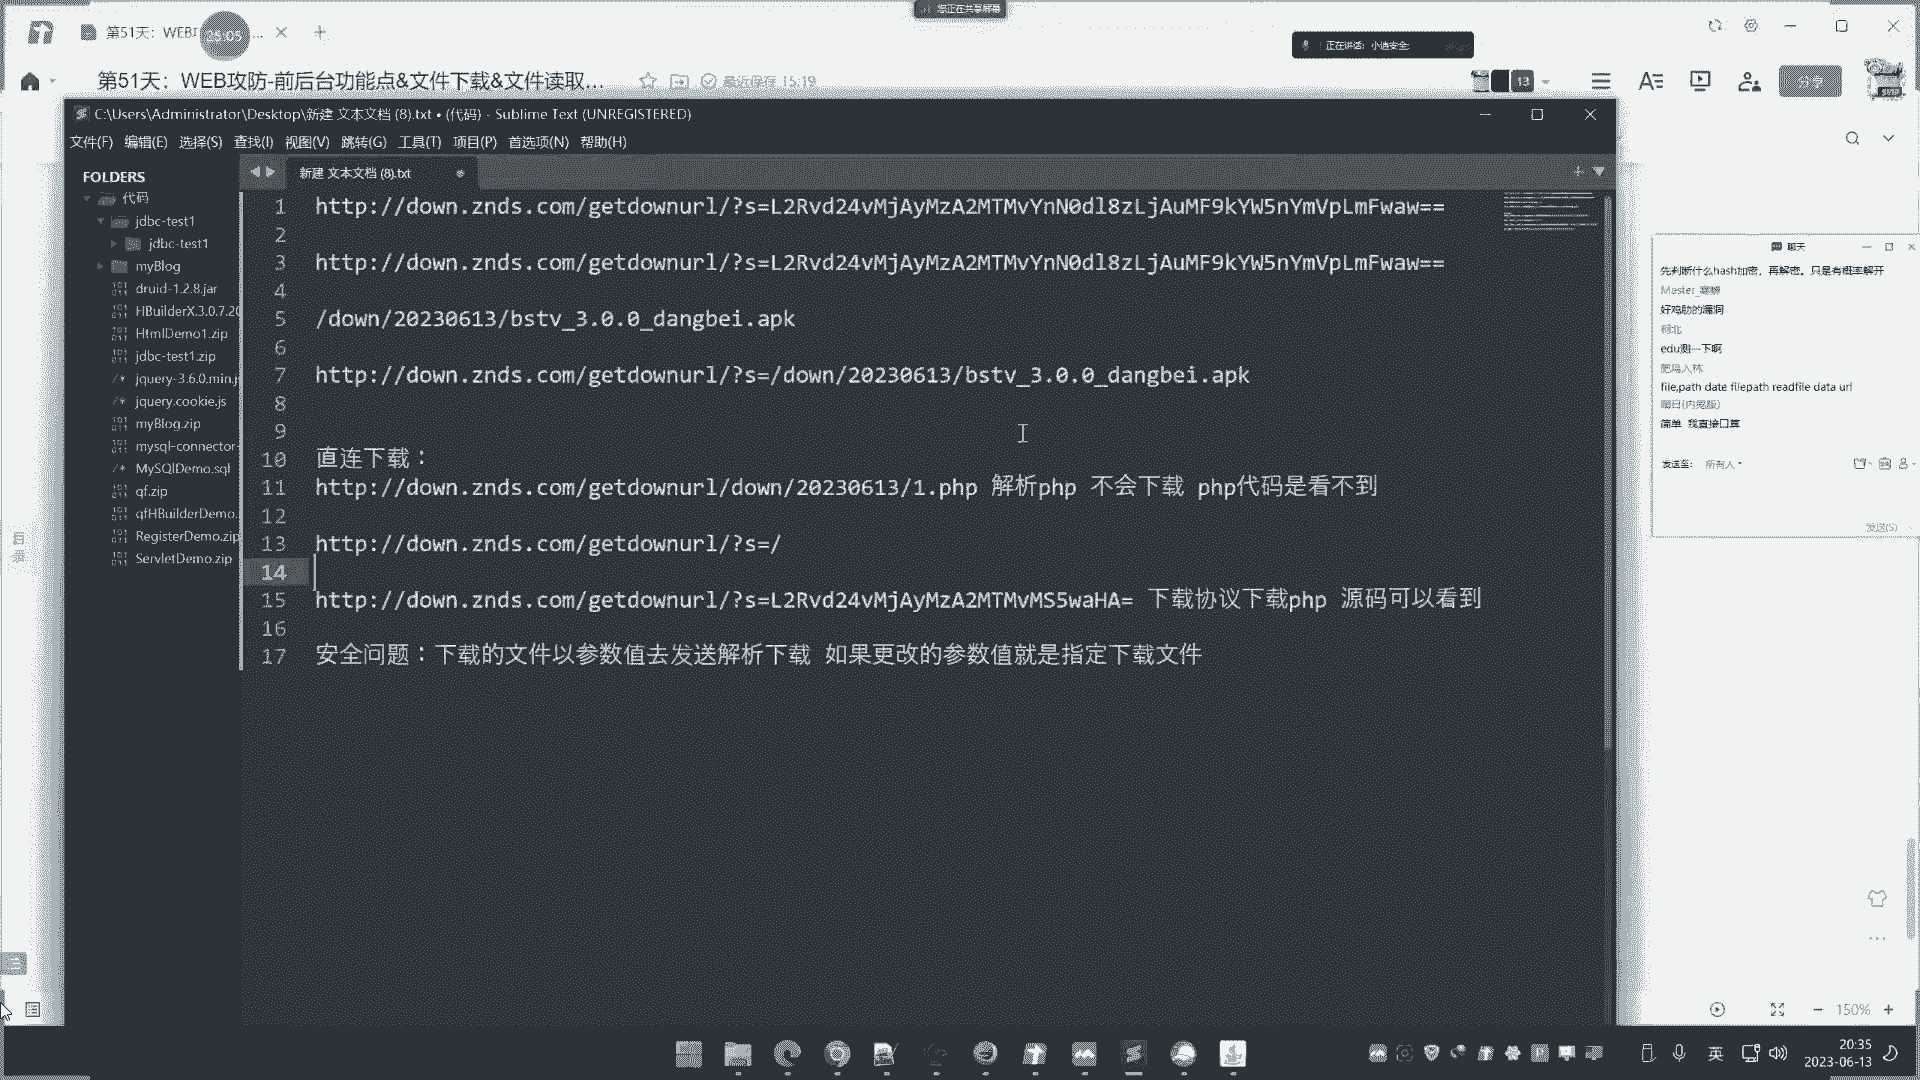 您正在共享屏幕
第51天：WEBI
25:05
...
正在讲话: 小迪安全;
第51天：WEB攻防-前后台功能点&文件下载&文件读取...
最近保存 15:19
13
分享
C:\Users\Administrator\Desktop\新建 文本文档 (8).txt • (代码) - Sublime Text (UNREGISTERED)
文件(F) 编辑(E) 选择(S) 查找(I) 视图(V) 跳转(G) 工具(T) 项目(P) 首选项(N) 帮助(H)
FOLDERS
代码
jdbc-test1
jdbc-test1
myBlog
druid-1.2.8.jar
HBuilderX.3.0.7.20
HtmlDemo1.zip
jdbc-test1.zip
jquery-3.6.0.min.j
jquery.cookie.js
myBlog.zip
mysql-connector-
MySQlDemo.sql
qf.zip
qfHBuilderDemo.
RegisterDemo.zip
ServletDemo.zip
新建 文本文档 (8).txt
1 http://down.znds.com/getdownurl/?s=L2Rvd24vMjAyMzA2MTMvYnN0dl8zLjAuMF9kYW5nYmVpLmFwaw==
2
3 http://down.znds.com/getdownurl/?s=L2Rvd24vMjAyMzA2MTMvYnN0dl8zLjAuMF9kYW5nYmVpLmFwaw==
4
5 /down/20230613/bstv_3.0.0_dangbei.apk
6
7 http://down.znds.com/getdownurl/?s=/down/20230613/bstv_3.0.0_dangbei.apk
8
9
10 直连下载：
11 http://down.znds.com/getdownurl/down/20230613/1.php 解析php 不会下载 php代码是看不到
12
13 http://down.znds.com/getdownurl/?s=/
14
15 http://down.znds.com/getdownurl/?s=L2Rvd24vMjAyMzA2MTMvMS5waHA= 下载协议下载php 源码可以看到
16
17 安全问题：下载的文件以参数值去发送解析下载 如果更改的参数值就是指定下载文件
聊天
先判断什么hash加密，再解密。只是有概率解开
好鸡肋的漏洞
柯北
edu测一下啊
肥鸟入林
file,path date filepath readfile data url
简单 我直接口算
发送至: 所有人
发送(S)
目录
150%
英
20:35
2023-06-13